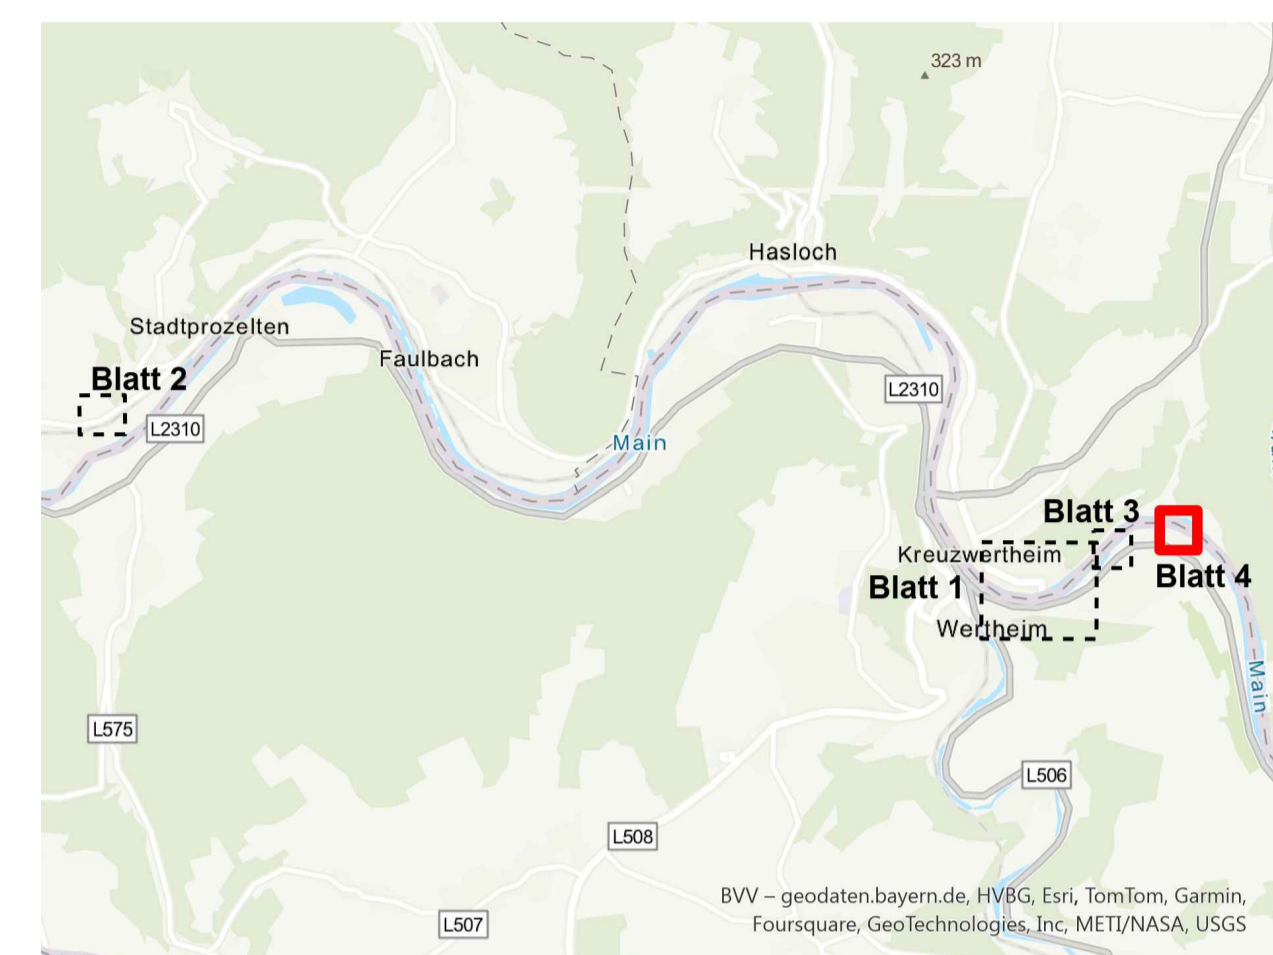 323 m
Hasloch
Stadtprozelten
Faulbach
Blatt 2
L2310
L2310
Main
Blatt 3
Kreuzwertheim
Blatt 1
Blatt 4
Wertheim
Main
L575
L506
L508
L507
BVV – geodaten.bayern.de, HVBG, Esri, TomTom, Garmin,
Foursquare, GeoTechnologies, Inc, METI/NASA, USGS